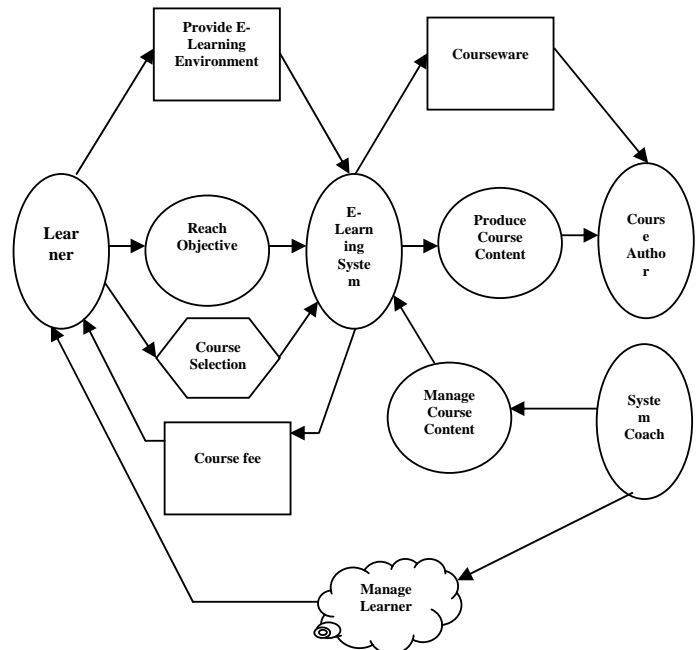 Provide E-
Learning
Environment
Courseware
Lear
ner
Reach
Objective
E-
Learn
ing
Syste
m
Produce
Course
Content
Cours
e
Autho
r
Course
Selection
Manage
Course
Content
Syste
m
Coach
Course fee
Manage
Learner